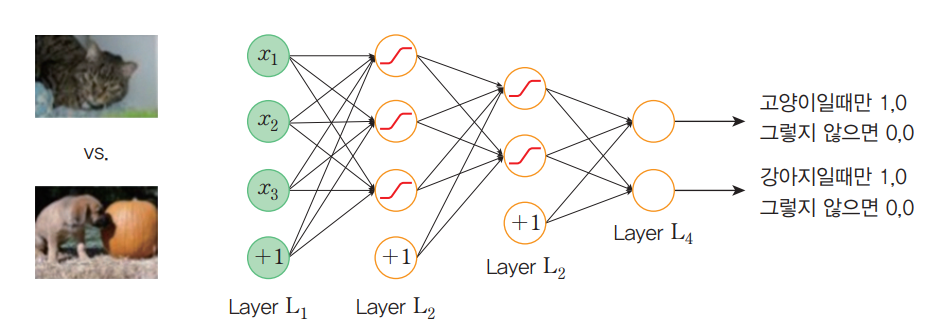 vs.
x1
x2
x3
+1
Layer L1
+1
Layer L2
+1
Layer L2
Layer L4
고양이일때만 1,0
그렇지 않으면 0,0
강아지일때만 1,0
그렇지 않으면 0,0